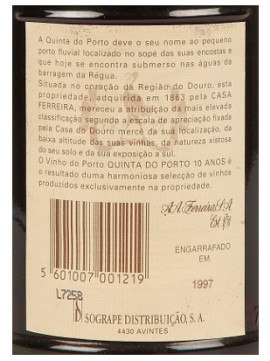 A Quinta do Porto deve o seu nome ao pequeno
porto fluvial localizado no sopé das suas encostas e
que hoje se encontra submerso nas águas da
barragem da Régua.
Situada no coração da Região do Douro, esta
propriedade, adquirida em 1863 pela CASA
FERREIRA, mereceu a atribuição da mais elevada
classificação segundo a escala de apreciação fixada
pela Casa do Douro mercê da sua localização, da
baixa altitude das suas vinhas, da natureza xistosa
do seu solo e da sua exposição a sul.
O Vinho do Porto QUINTA DO PORTO 10 ANOS é
o resultado duma harmoniosa selecção de vinhos
produzidos exclusivamente na propriedade.
A.A. Ferreira, S.A.
ENGARRAFADO
EM
1997
5 601007 001219
L7258
SOGRAPE DISTRIBUIÇÃO, S. A.
4430 AVINTES